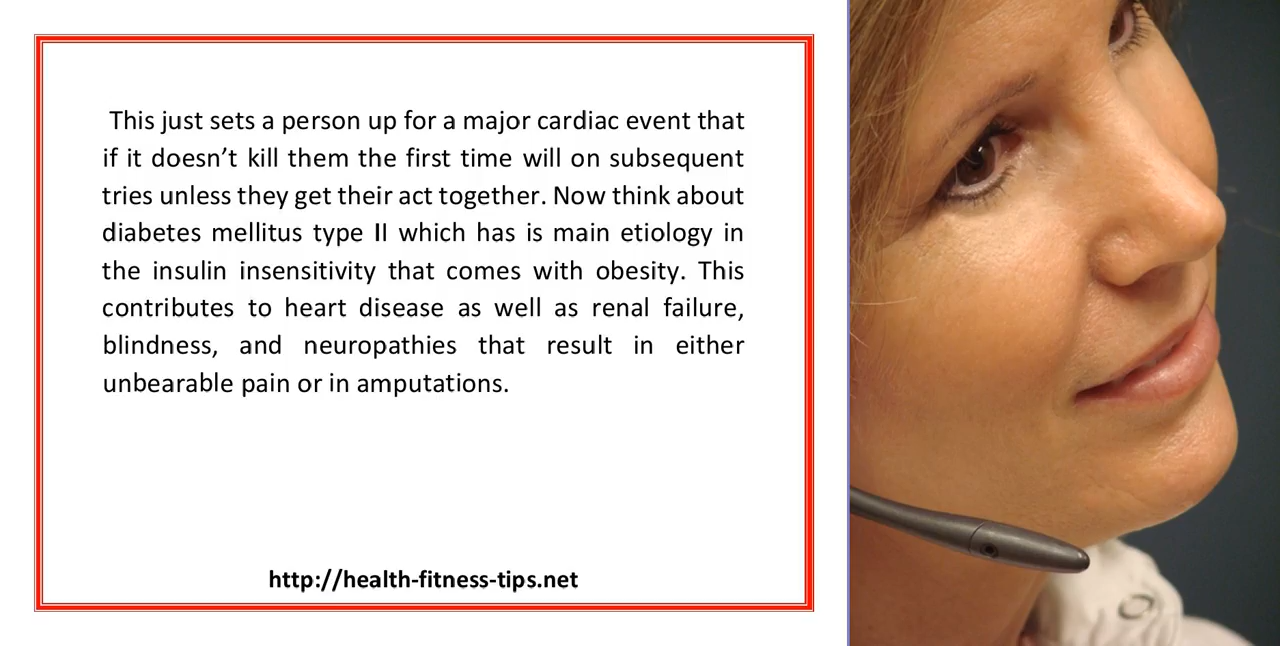 This just sets a person up for a major cardiac event that
if it doesn’t kill them the first time will on subsequent
tries unless they get their act together. Now think about
diabetes mellitus type II which has is main etiology in
the insulin insensitivity that comes with obesity. This
contributes to heart disease as well as renal failure,
blindness, and neuropathies that result in either
unbearable pain or in amputations.
http://health-fitness-tips.net